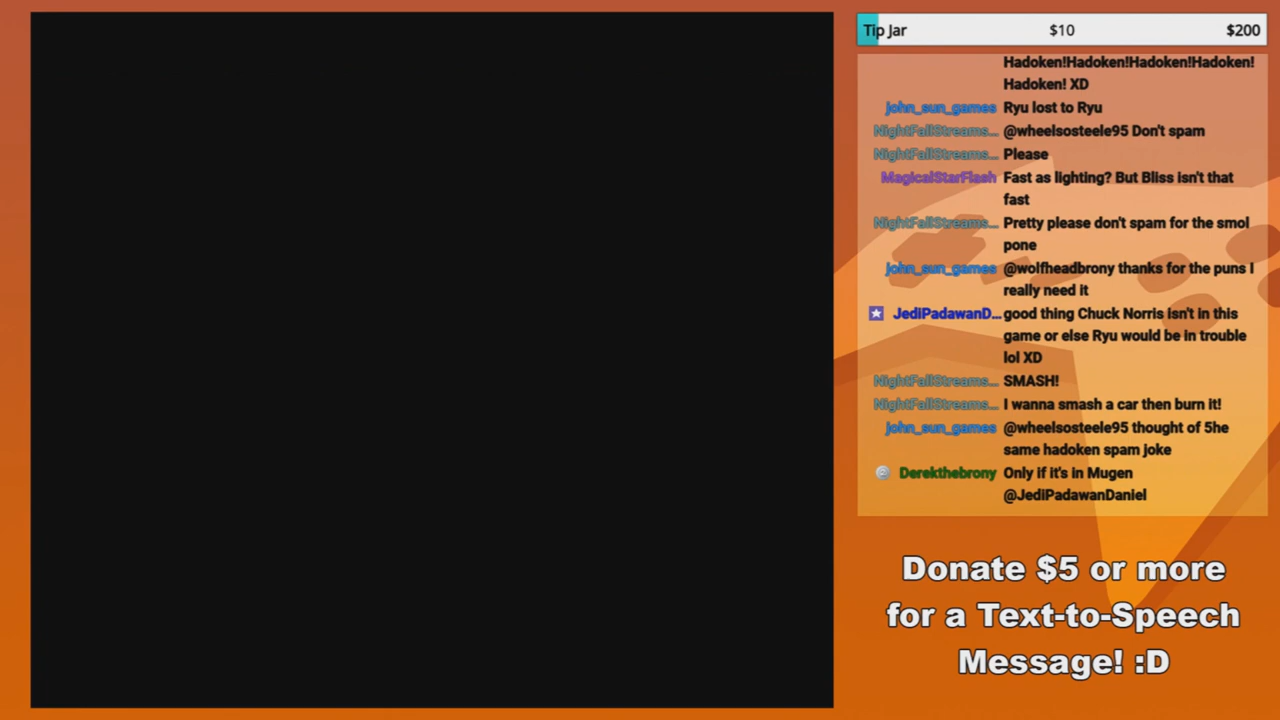 Tip Jar $10 $200
Hadoken!Hadoken!Hadoken!Hadoken!
Hadoken! XD
john_sun_games Ryu lost to Ryu
NightFallStreams... @wheelsosteele95 Don't spam
NightFallStreams... Please
MagicalStarFlash Fast as lighting? But Bliss isn't that
fast
NightFallStreams... Pretty please don't spam for the smol
pone
john_sun_games @wolfheadbrony thanks for the puns I
really need it
JediPadawanD... good thing Chuck Norris isn't in this
game or else Ryu would be in trouble
lol XD
NightFallStreams... SMASH!
NightFallStreams... I wanna smash a car then burn it!
john_sun_games @wheelsosteele95 thought of 5he
same hadoken spam joke
Derekthebrony Only if it's in Mugen
@JediPadawanDaniel
Donate $5 or more
for a Text-to-Speech
Message! :D